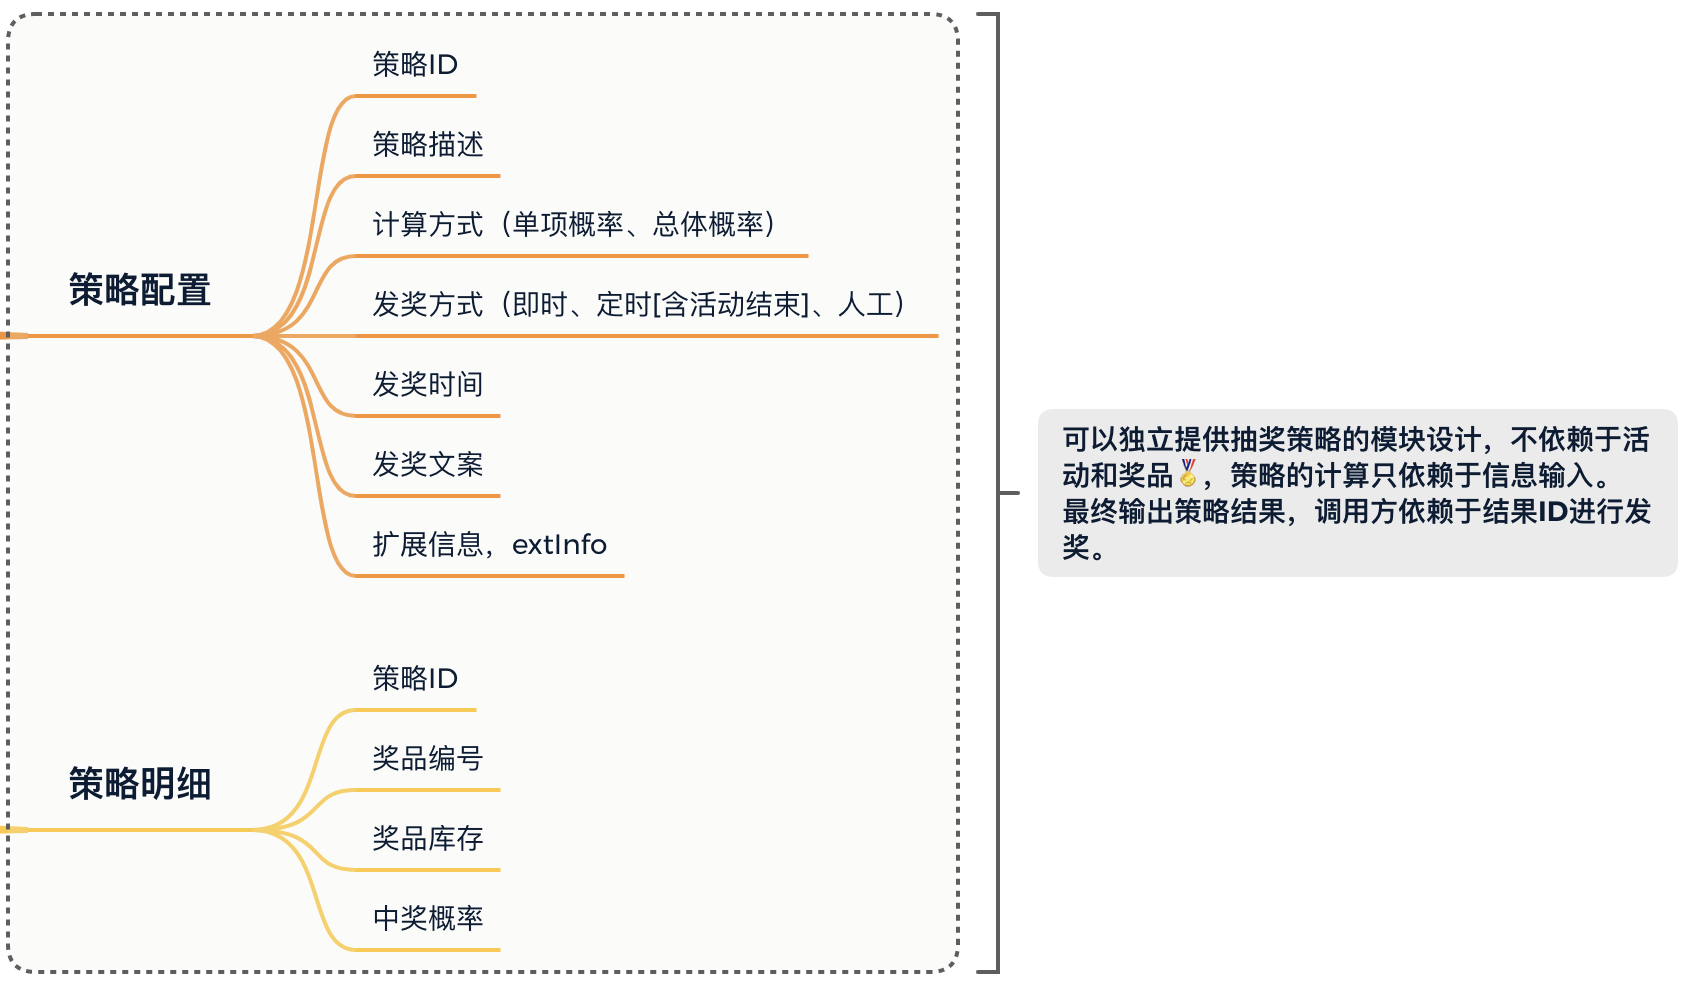 策略配置
策略ID
策略描述
计算方式（单项概率、总体概率）
发奖方式（即时、定时[含活动结束]、人工）
发奖时间
发奖文案
扩展信息，extInfo
策略明细
策略ID
奖品编号
奖品库存
中奖概率
可以独立提供抽奖策略的模块设计，不依赖于活
动和奖品🏅，策略的计算只依赖于信息输入。
最终输出策略结果，调用方依赖于结果ID进行发
奖。